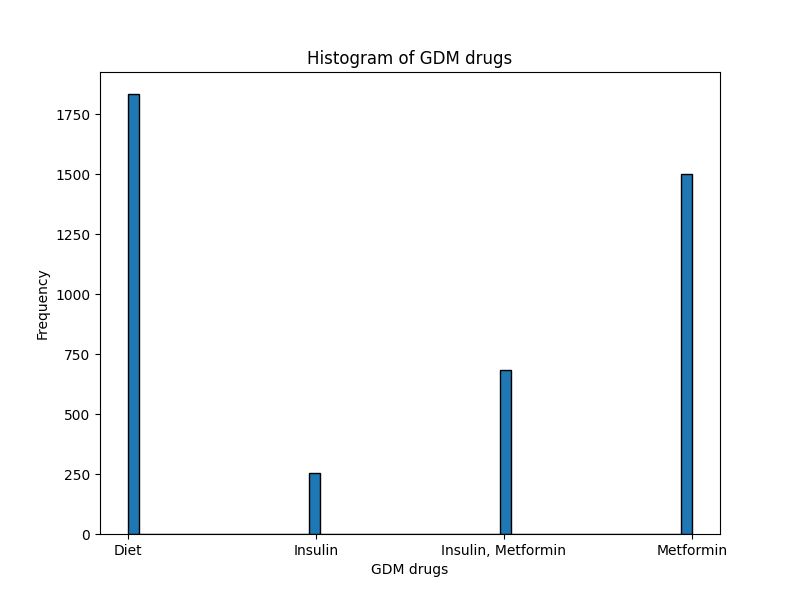 Histogram of GDM drugs
Frequency
1750
1500
1250
1000
750
500
250
0
Diet Insulin Insulin, Metformin Metformin
GDM drugs